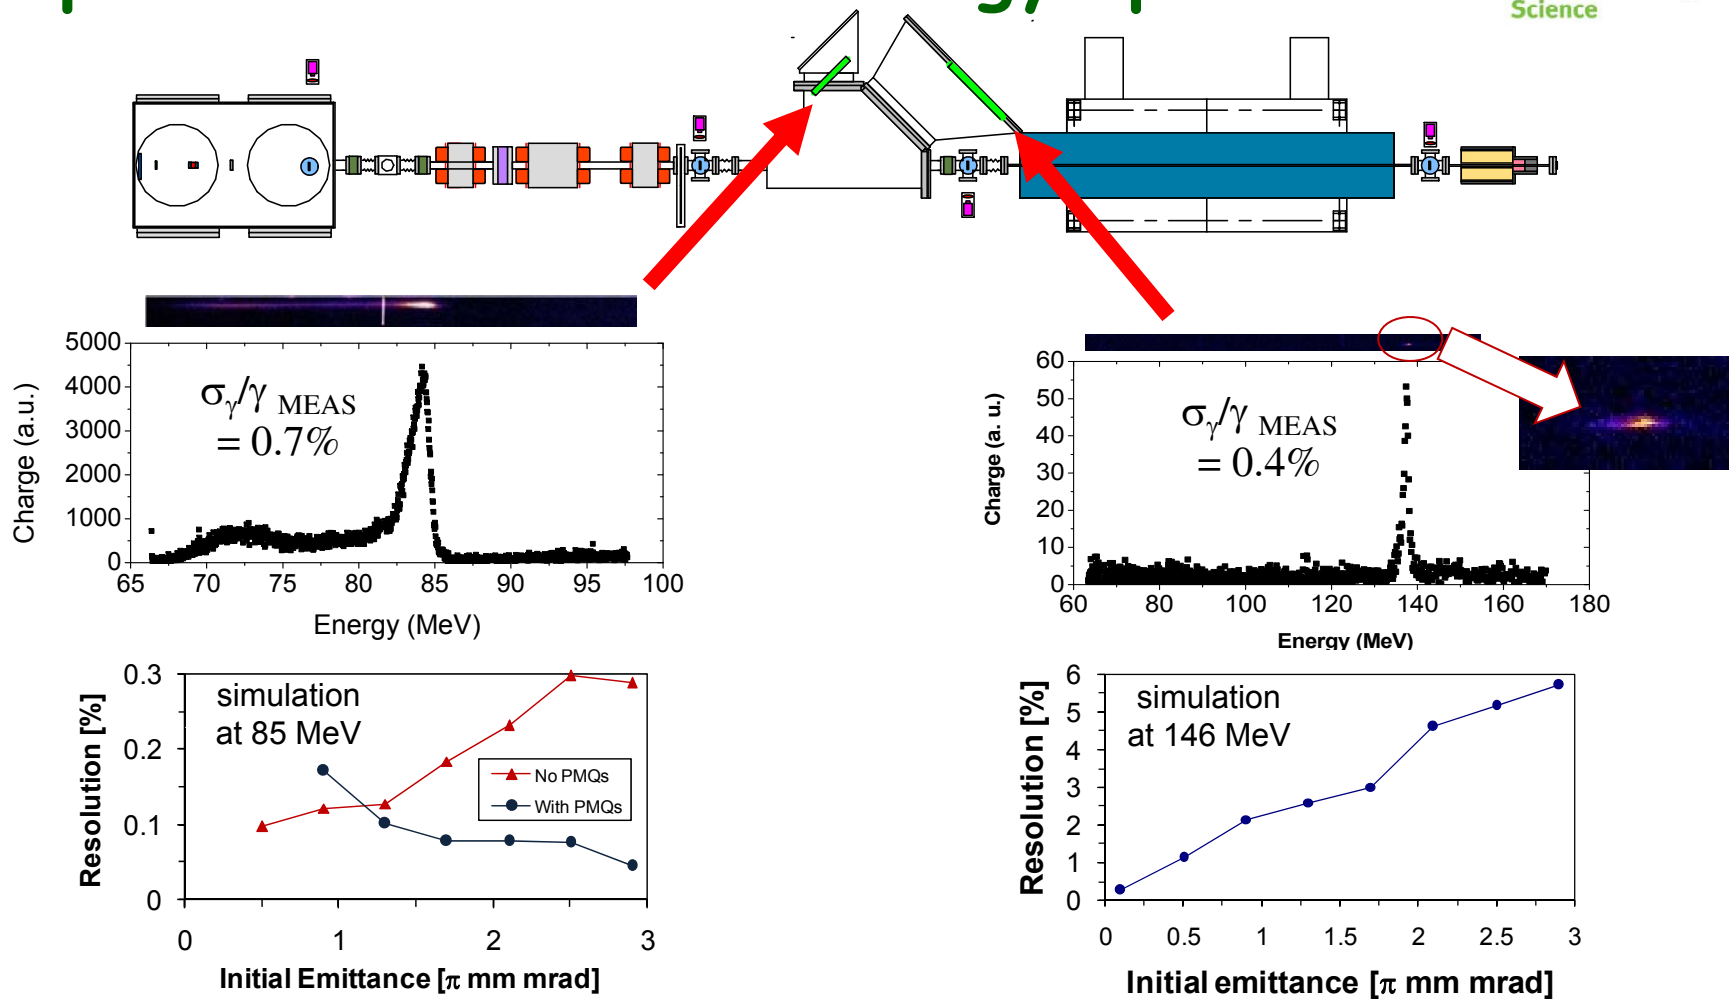 Science
5000
4000
3000
2000
1000
0
65 70 75 80 85 90 95 100
Charge (a.u.)
Energy (MeV)
σγ/γ MEAS
= 0.7%
60
50
40
30
20
10
0
60 80 100 120 140 160 180
Charge (a. u.)
Energy (MeV)
σγ/γ MEAS
= 0.4%
0.3
0.2
0.1
0
0 1 2 3
Resolution [%]
Initial Emittance [π mm mrad]
simulation
at 85 MeV
No PMQs
With PMQs
6
5
4
3
2
1
0
0 0.5 1 1.5 2 2.5 3
Resolution [%]
Initial emittance [π mm mrad]
simulation
at 146 MeV